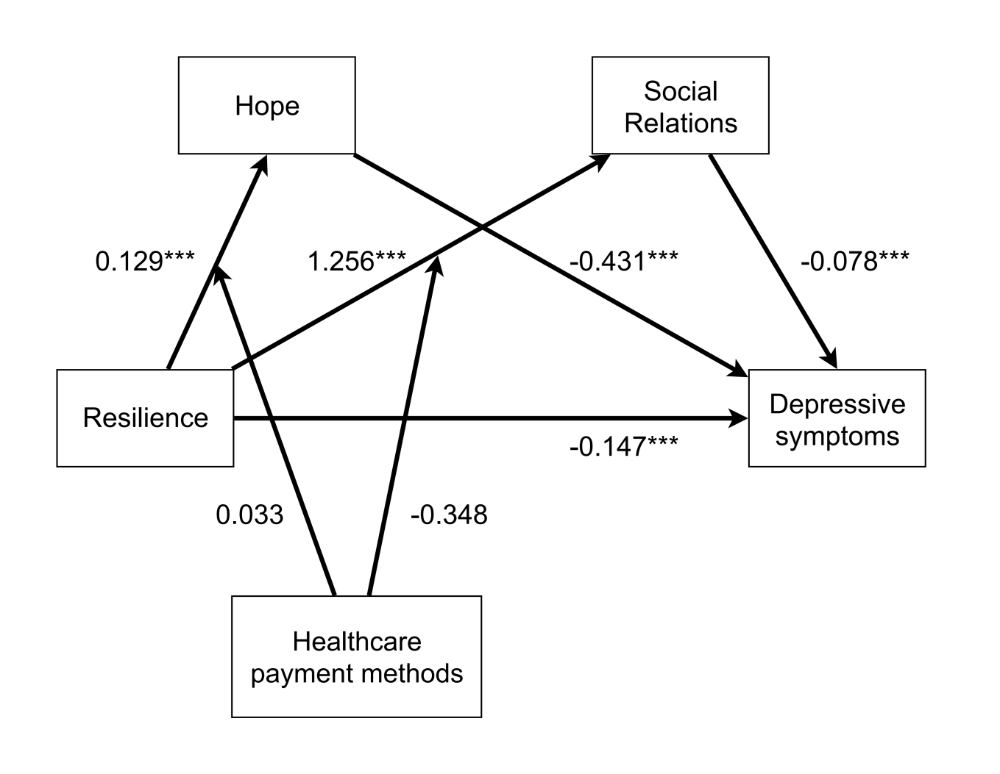 Hope
Social
Relations
0.129***
1.256***
-0.431***
-0.078***
Resilience
Depressive
symptoms
-0.147***
0.033
-0.348
Healthcare
payment methods